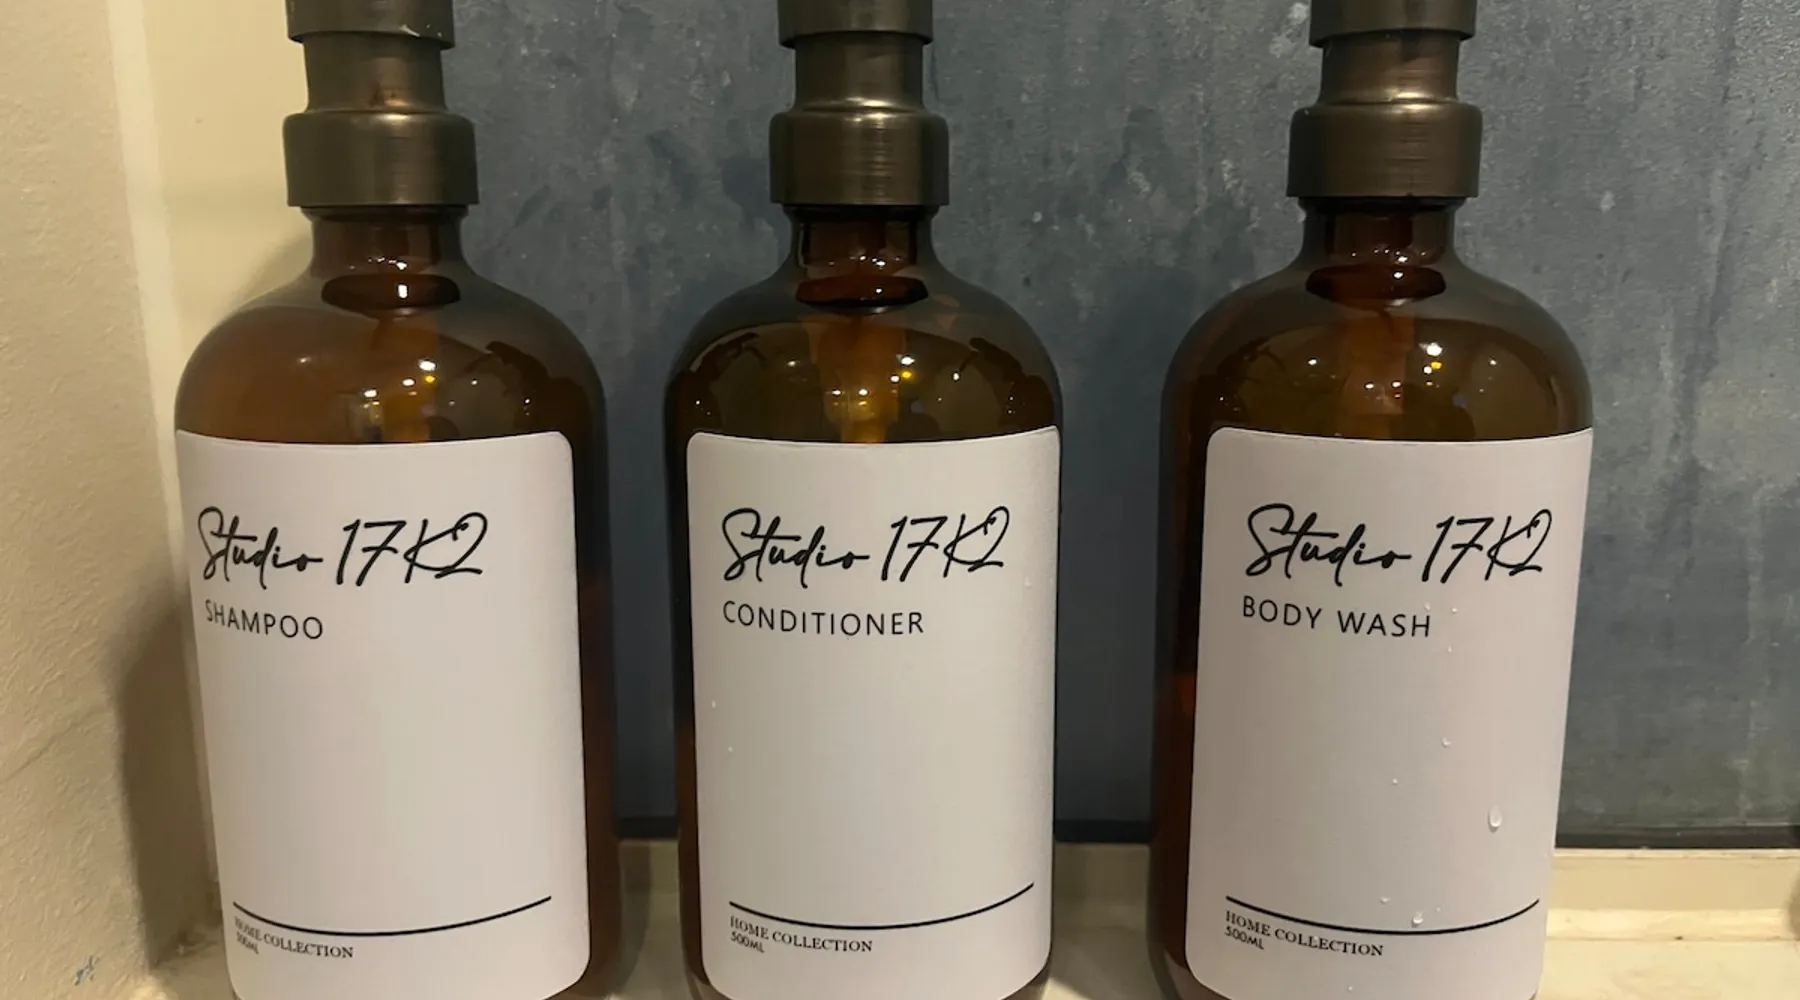 Studio 17K2
SHAMPOO
HOME COLLECTION
500ML
Studio 17K2
CONDITIONER
HOME COLLECTION
500ML
Studio 17K2
BODY WASH
HOME COLLECTION
500ML